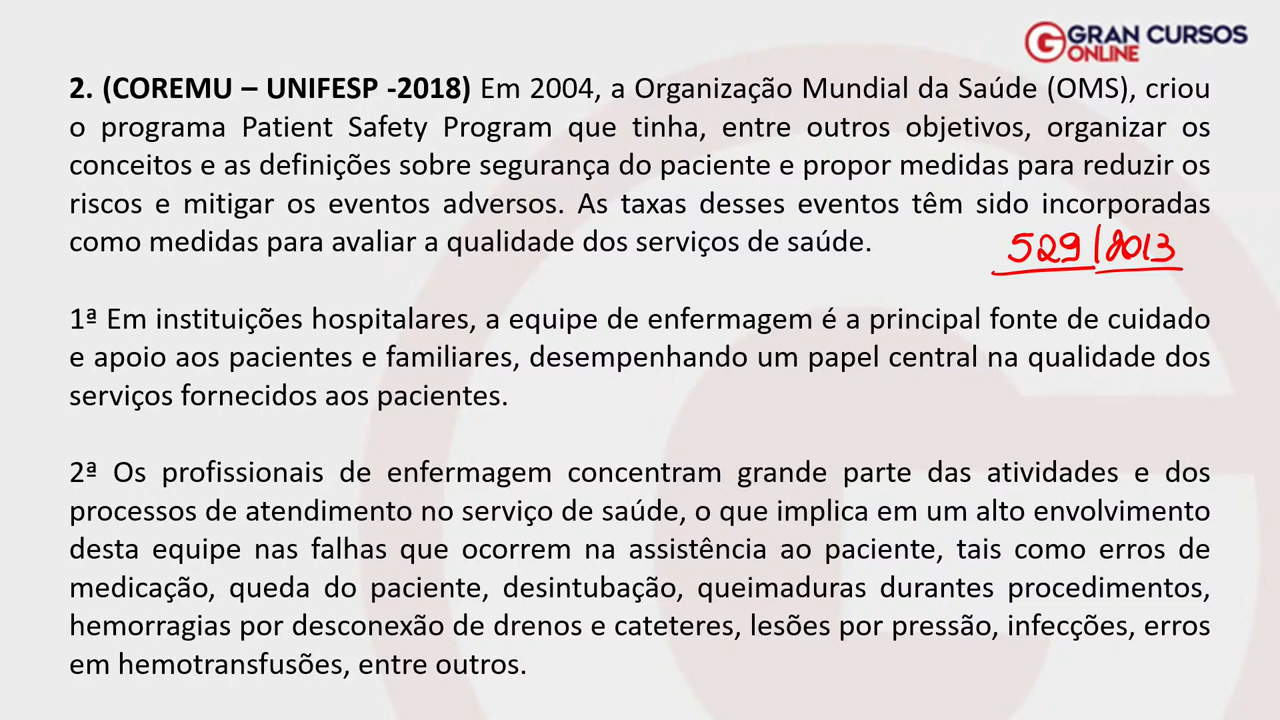 GRAN CURSOS
ONLINE
2. (COREMU – UNIFESP -2018) Em 2004, a Organização Mundial da Saúde (OMS), criou
o programa Patient Safety Program que tinha, entre outros objetivos, organizar os
conceitos e as definições sobre segurança do paciente e propor medidas para reduzir os
riscos e mitigar os eventos adversos. As taxas desses eventos têm sido incorporadas
como medidas para avaliar a qualidade dos serviços de saúde.
529/2013
1ª Em instituições hospitalares, a equipe de enfermagem é a principal fonte de cuidado
e apoio aos pacientes e familiares, desempenhando um papel central na qualidade dos
serviços fornecidos aos pacientes.
2ª Os profissionais de enfermagem concentram grande parte das atividades e dos
processos de atendimento no serviço de saúde, o que implica em um alto envolvimento
desta equipe nas falhas que ocorrem na assistência ao paciente, tais como erros de
medicação, queda do paciente, desintubação, queimaduras durantes procedimentos,
hemorragias por desconexão de drenos e cateteres, lesões por pressão, infecções, erros
em hemotransfusões, entre outros.